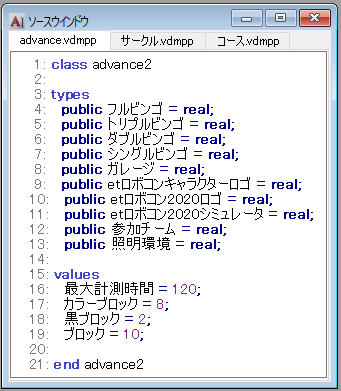 ソースウインドウ
advance.vdmpp サークル.vdmpp コース.vdmpp
1: class advance2
2:
3: types
4: public フルビンゴ = real;
5: public トリプルビンゴ = real;
6: public ダブルビンゴ = real;
7: public シングルビンゴ = real;
8: public ガレージ = real;
9: public etロボコンキャラクターロゴ = real;
10: public etロボコン2020ロゴ = real;
11: public etロボコン2020シミュレータ = real;
12: public 参加チーム = real;
13: public 照明環境 = real;
14:
15: values
16: 最大計測時間 = 120;
17: カラーブロック = 8;
18: 黒ブロック = 2;
19: ブロック = 10;
20:
21: end advance2